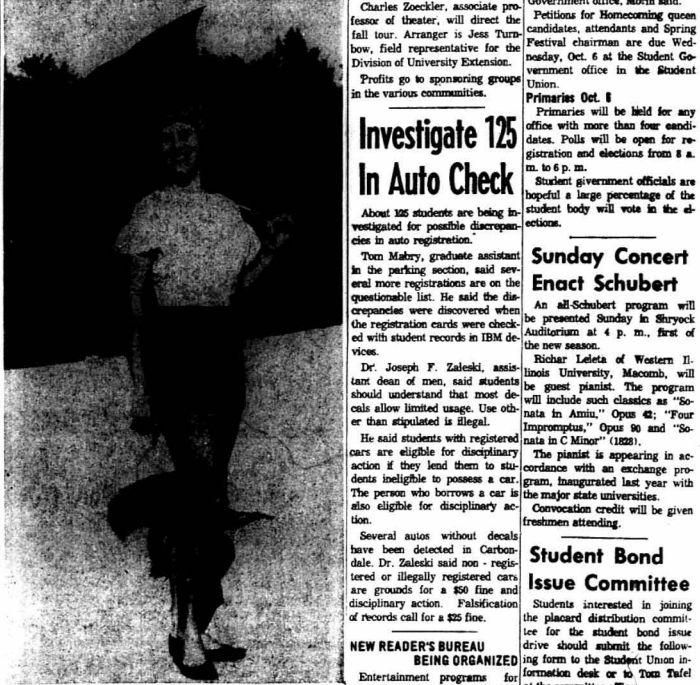 Charles Zoeckler, associate pro-
fessor of theater, will direct the
fall tour. Arranger is Jess Turn-
bow, field representative for the
Division of University Extension.
Profits go to sponsoring groups
in the various communities.
Investigate 125
In Auto Check
About 125 students are being in-
vestigated for possible discrepan-
cies in auto registration.
Tom Mabry, graduate assistant
in the parking section, said sev-
eral more registrations are on the
questionable list. He said the dis-
crepancies were discovered when
the registration cards were check-
ed with student records in IBM de-
vices.
Dr. Joseph F. Zaleski, assis-
tant dean of men, said students
should understand that most de-
cals allow limited usage. Use oth-
er than stipulated is illegal.
He said students with registered
cars are eligible for disciplinary
action if they lend them to stu-
dents ineligible to possess a car.
The person who borrows a car is
also eligible for disciplinary ac-
tion.
Several autos without decals
have been detected in Carbon-
dale. Dr. Zaleski said non - regis-
tered or illegally registered cars
are grounds for a $50 fine and
disciplinary action. Falsification
of records call for a $25 fine.
NEW READER'S BUREAU
BEING ORGANIZED
Entertainment programs for
Government office, Morin said.
Petitions for Homecoming queen
candidates, attendants and Spring
Festival chairman are due Wed-
nesday, Oct. 6 at the Student Go-
vernment office in the Student
Union.
Primaries Oct. 8
Primaries will be held for any
office with more than four candi-
dates. Polls will be open for re-
gistration and elections from 8 a.
m. to 6 p. m.
Student givernment officials are
hopeful a large percentage of the
student body will vote in the el-
ections.
Sunday Concert
Enact Schubert
An all-Schubert program will
be presented Sunday in Shryock
Auditorium at 4 p. m., first of
the new season.
Richar Leleta of Western Il-
linois University, Macomb, will
be guest pianist. The program
will include such classics as "So-
nata in Amiu," Opus 42; "Four
Impromptus," Opus 90 and "So-
nata in C Minor" (1828).
The pianist is appearing in ac-
cordance with an exchange pro-
gram, inaugurated last year with
the major state universities.
Convocation credit will be given
freshmen attending.
Student Bond
Issue Committee
Students interested in joining
the placard distribution commit-
tee for the student bond issue
drive should submit the follow-
ing form to the Student Union in-
formation desk or to Tom Tafel